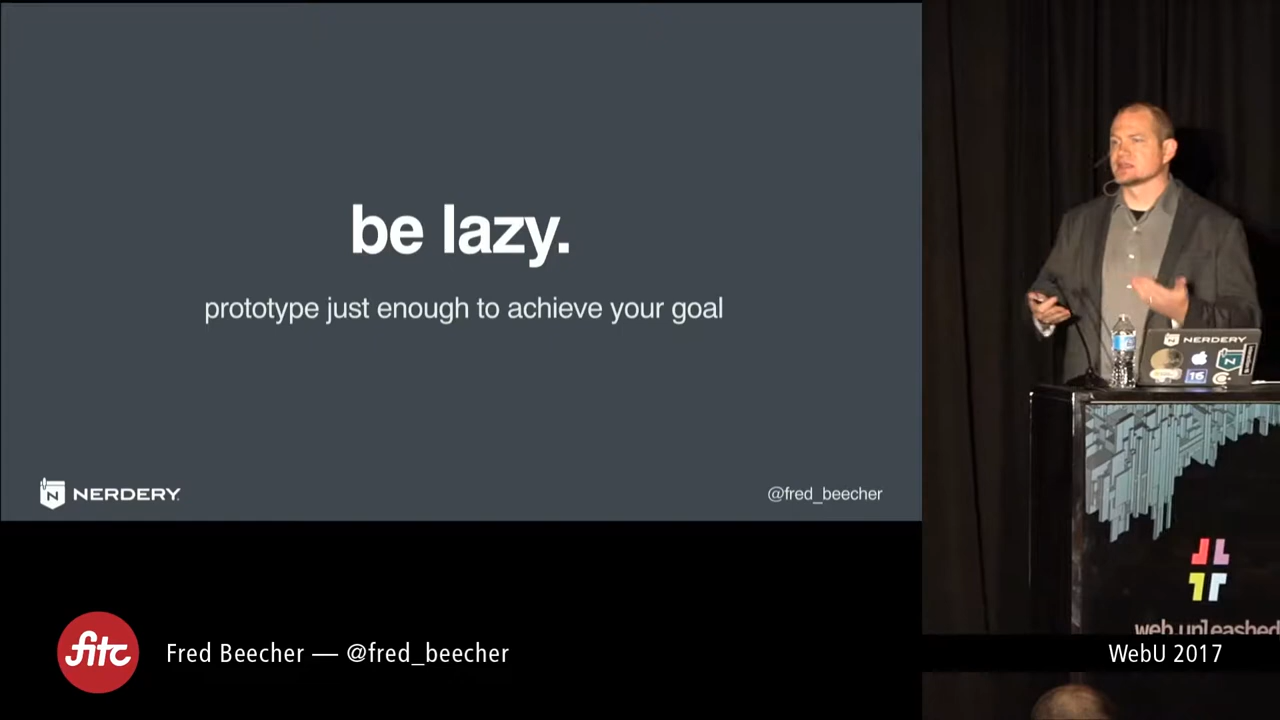 be lazy.
prototype just enough to achieve your goal
NERDERY
@fred_beecher
NERDERY
N
16
web.unleashed
fitc
Fred Beecher — @fred_beecher
WebU 2017